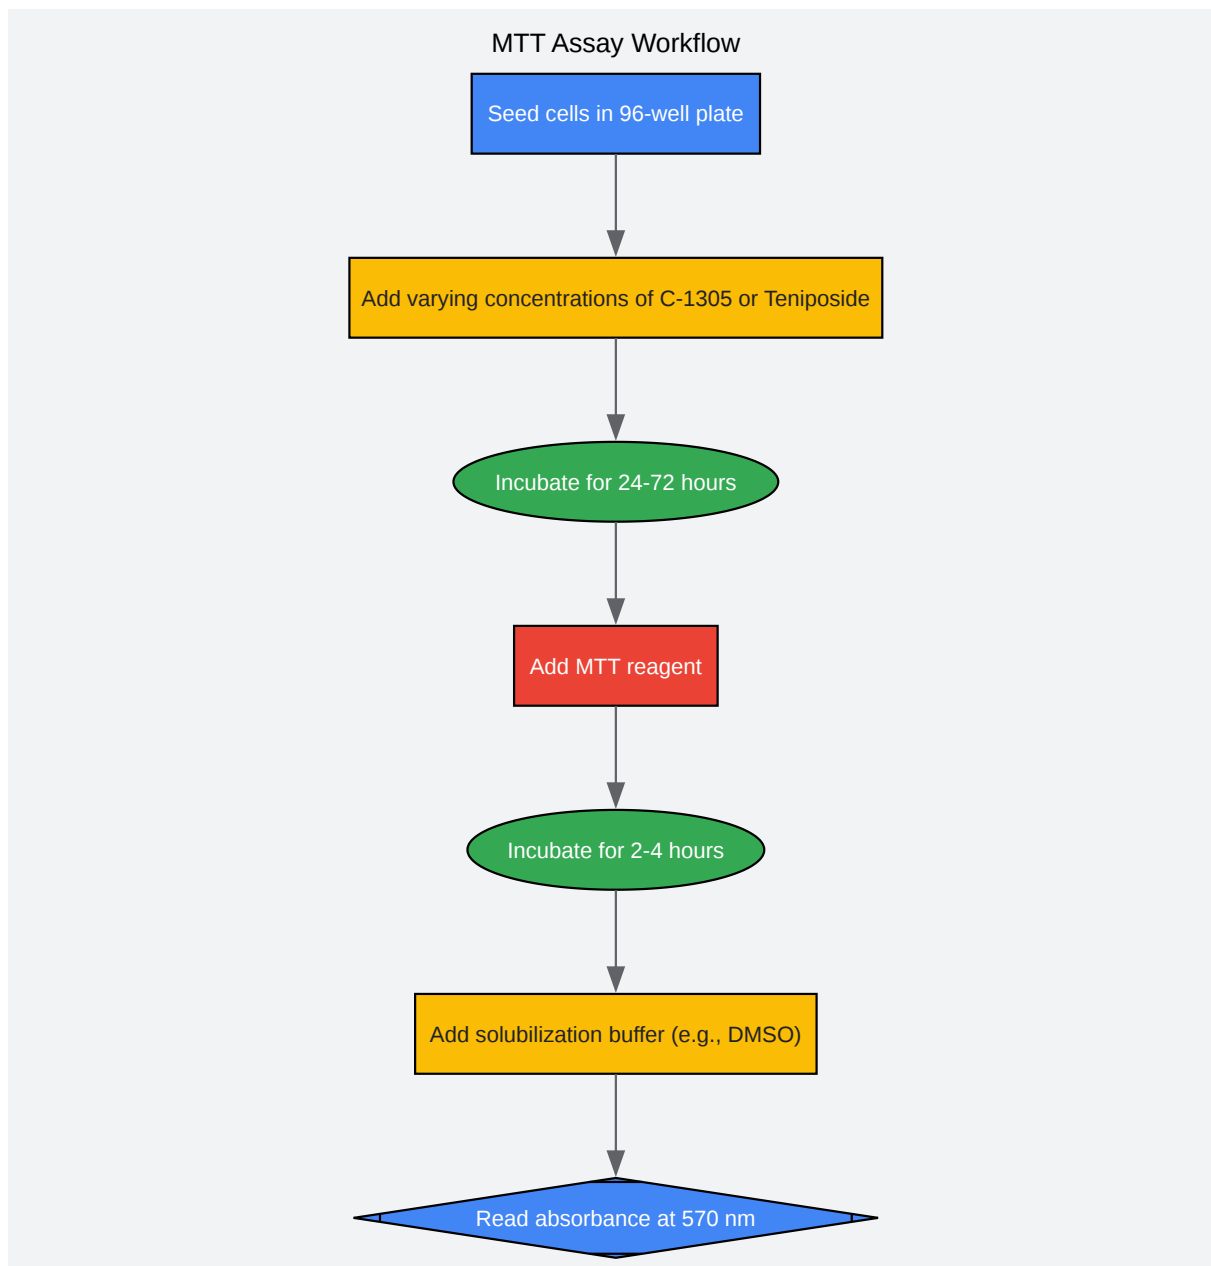 MTT Assay Workflow
Seed cells in 96-well plate
Add varying concentrations of C-1305 or Teniposide
Incubate for 24-72 hours
Add MTT reagent
Incubate for 2-4 hours
Add solubilization buffer (e.g., DMSO)
Read absorbance at 570 nm